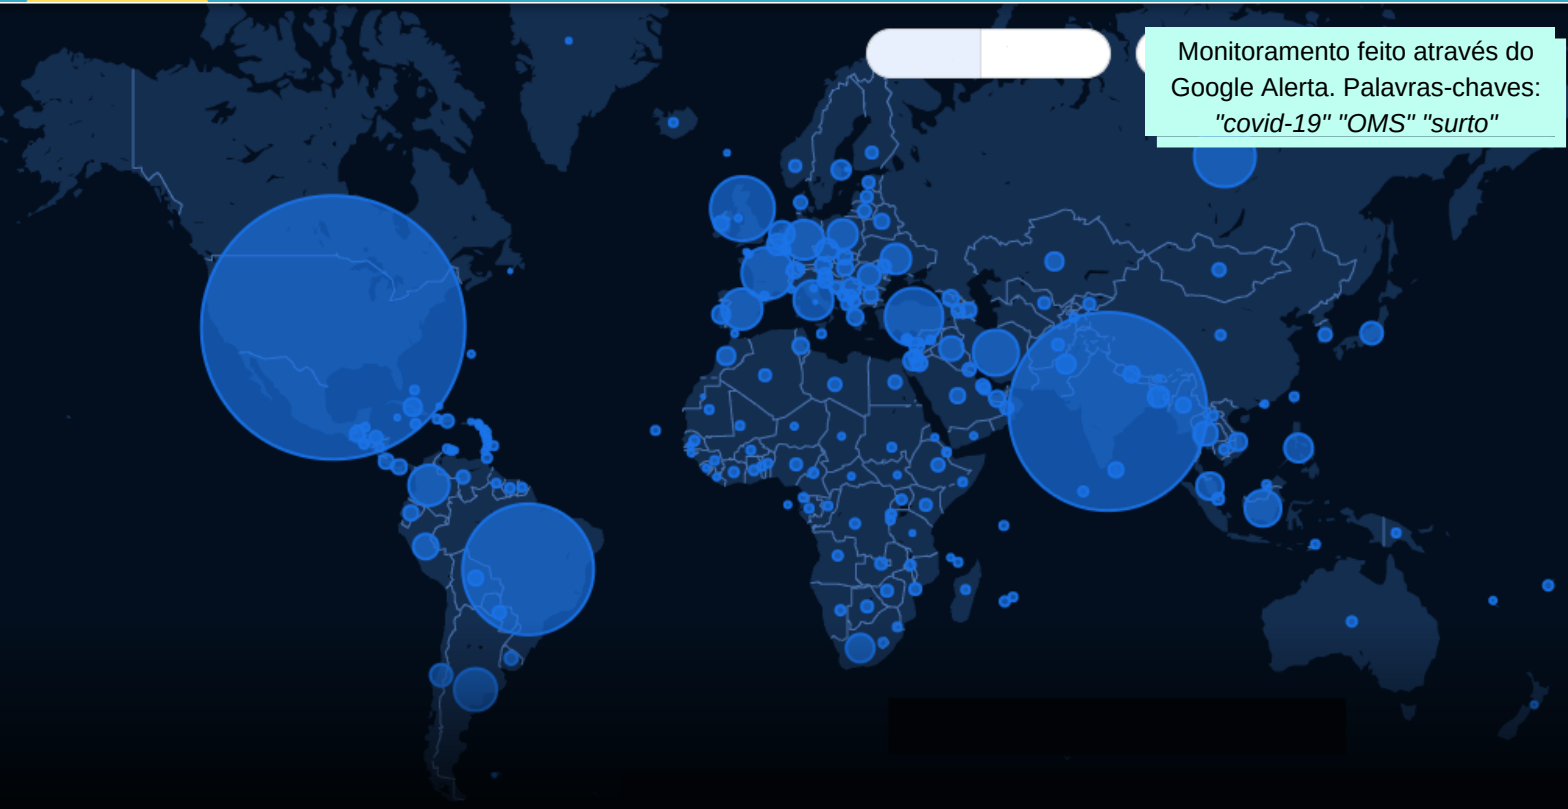 Monitoramento feito através do
Google Alerta. Palavras-chaves:
"covid-19" "OMS" "surto"